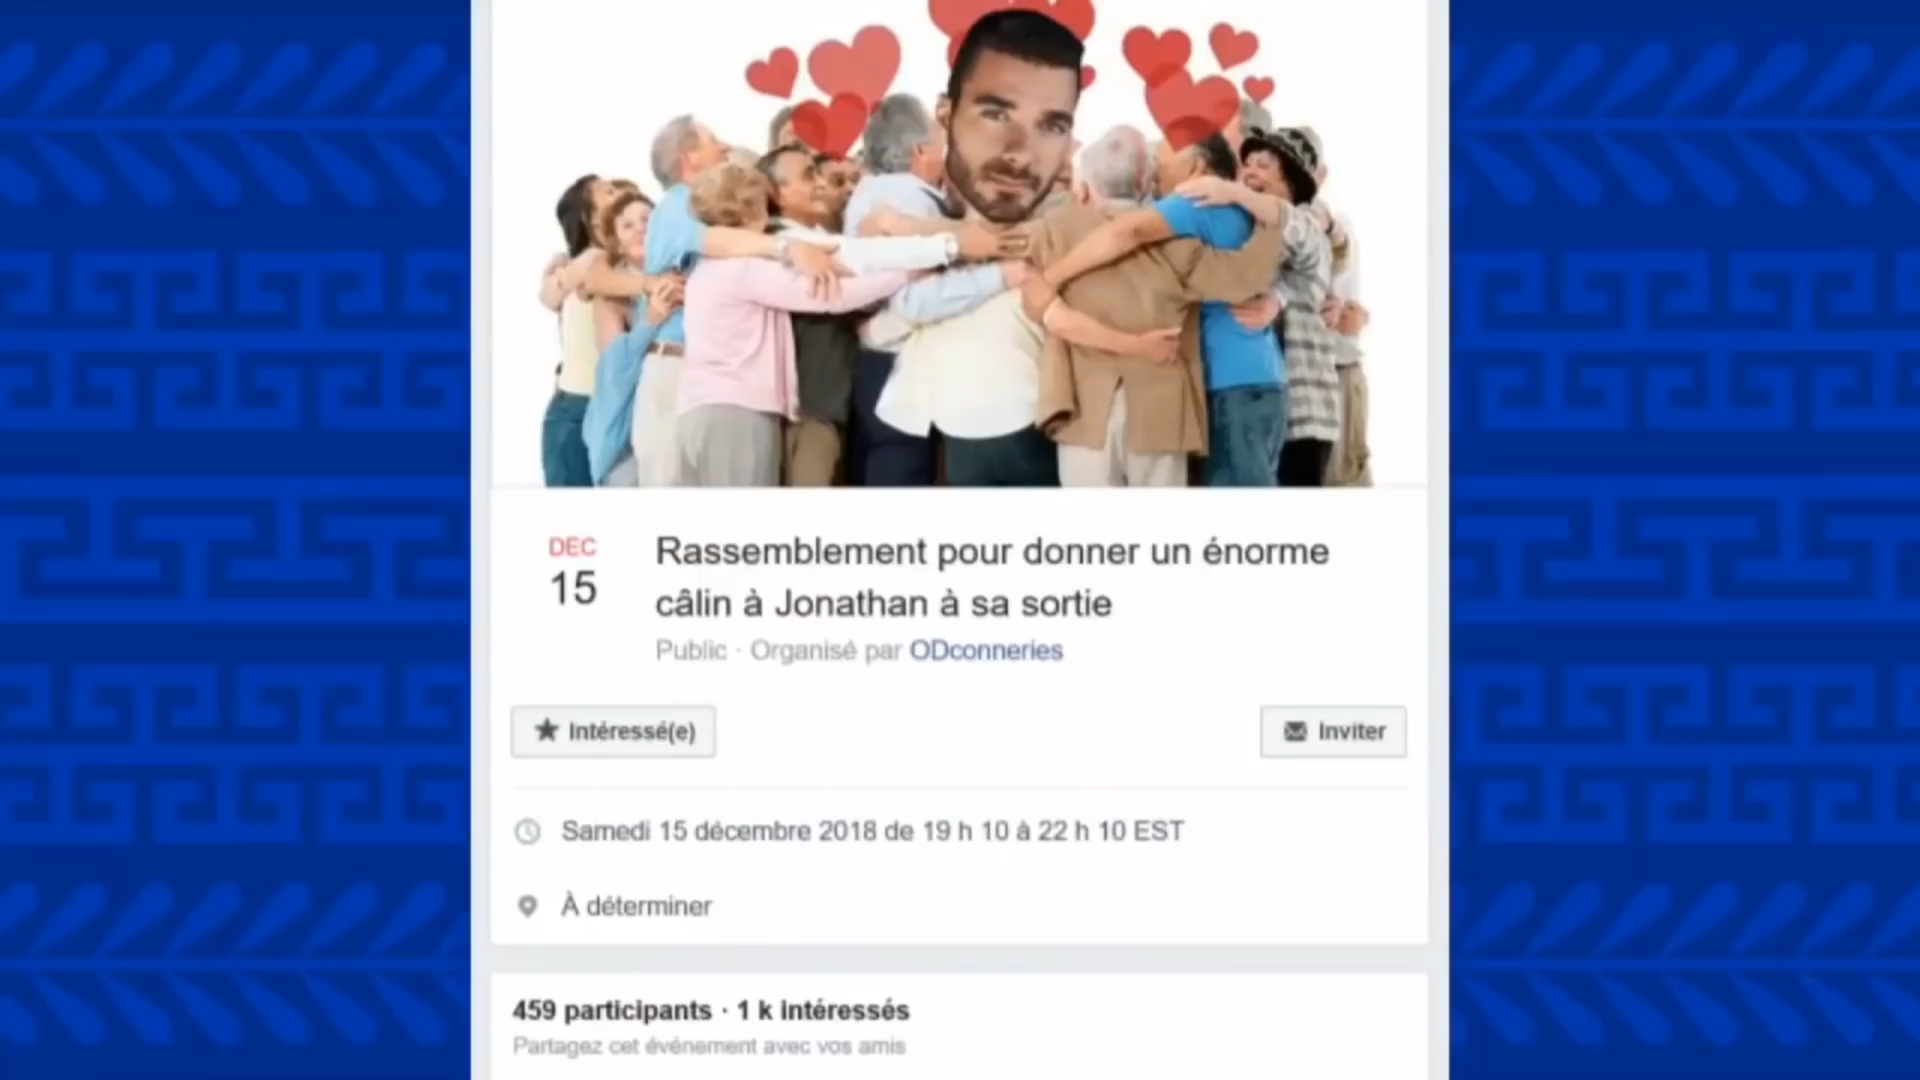 DEC
15
Rassemblement pour donner un énorme
câlin à Jonathan à sa sortie
Public · Organisé par ODconneries
Intéressé(e)
Inviter
Samedi 15 décembre 2018 de 19 h 10 à 22 h 10 EST
À déterminer
459 participants · 1 k intéressés
Partagez cet événement avec vos amis